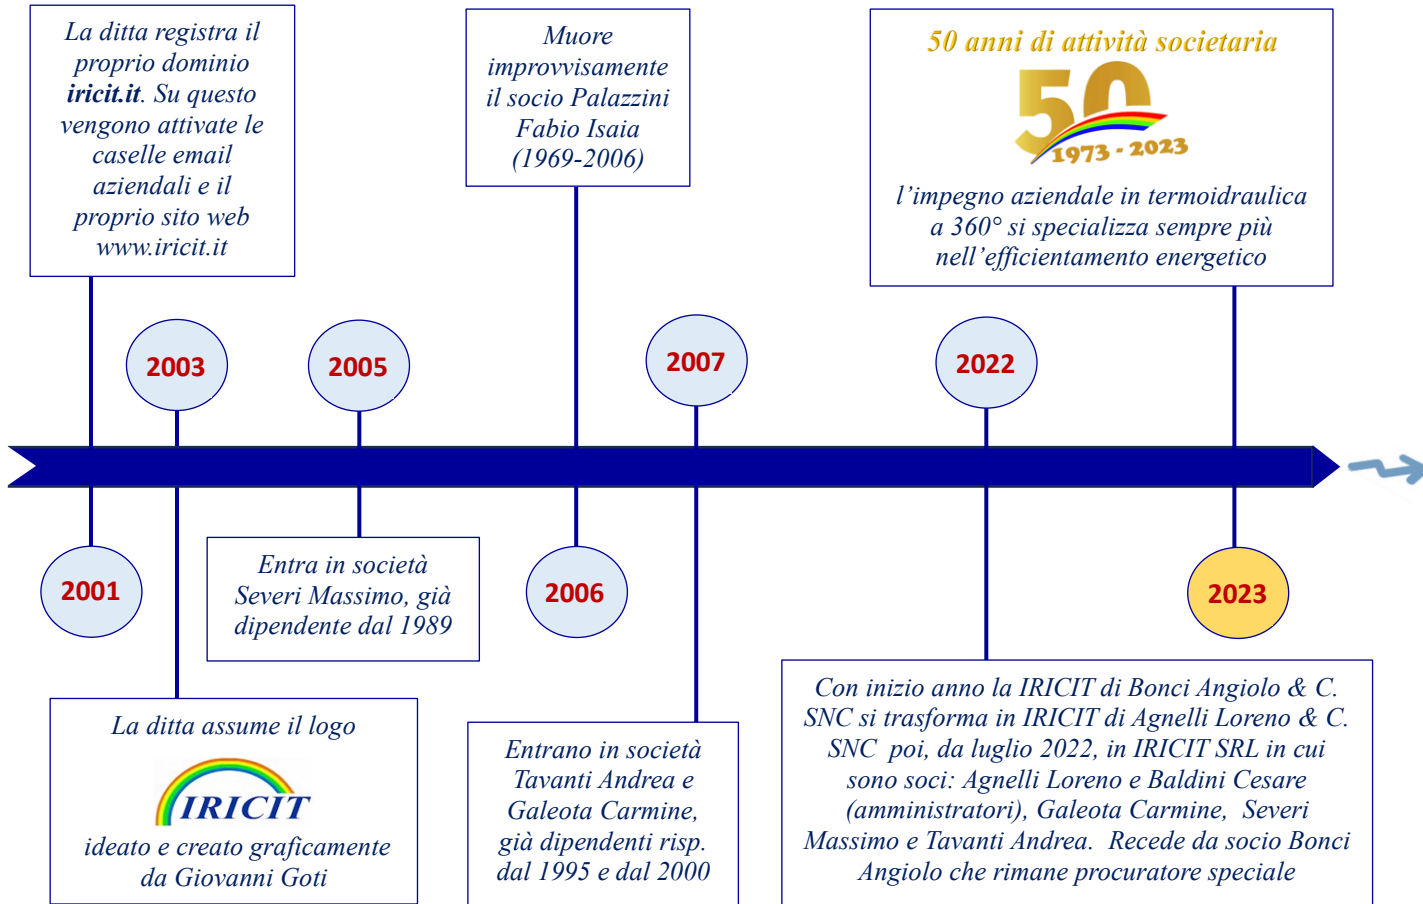 La ditta registra il
proprio dominio
iricit.it. Su questo
vengono attivate le
caselle email
aziendali e il
proprio sito web
www.iricit.it
Muore
improvvisamente
il socio Palazzini
Fabio Isaia
(1969-2006)
50 anni di attività societaria
50
1973 - 2023
l’impegno aziendale in termoidraulica
a 360° si specializza sempre più
nell’efficientamento energetico
2003
2005
2007
2022
2001
2006
2023
Entra in società
Severi Massimo, già
dipendente dal 1989
La ditta assume il logo
IRICIT
ideato e creato graficamente
da Giovanni Goti
Entrano in società
Tavanti Andrea e
Galeota Carmine,
già dipendenti risp.
dal 1995 e dal 2000
Con inizio anno la IRICIT di Bonci Angiolo & C.
SNC si trasforma in IRICIT di Agnelli Loreno & C.
SNC poi, da luglio 2022, in IRICIT SRL in cui
sono soci: Agnelli Loreno e Baldini Cesare
(amministratori), Galeota Carmine, Severi
Massimo e Tavanti Andrea. Recede da socio Bonci
Angiolo che rimane procuratore speciale